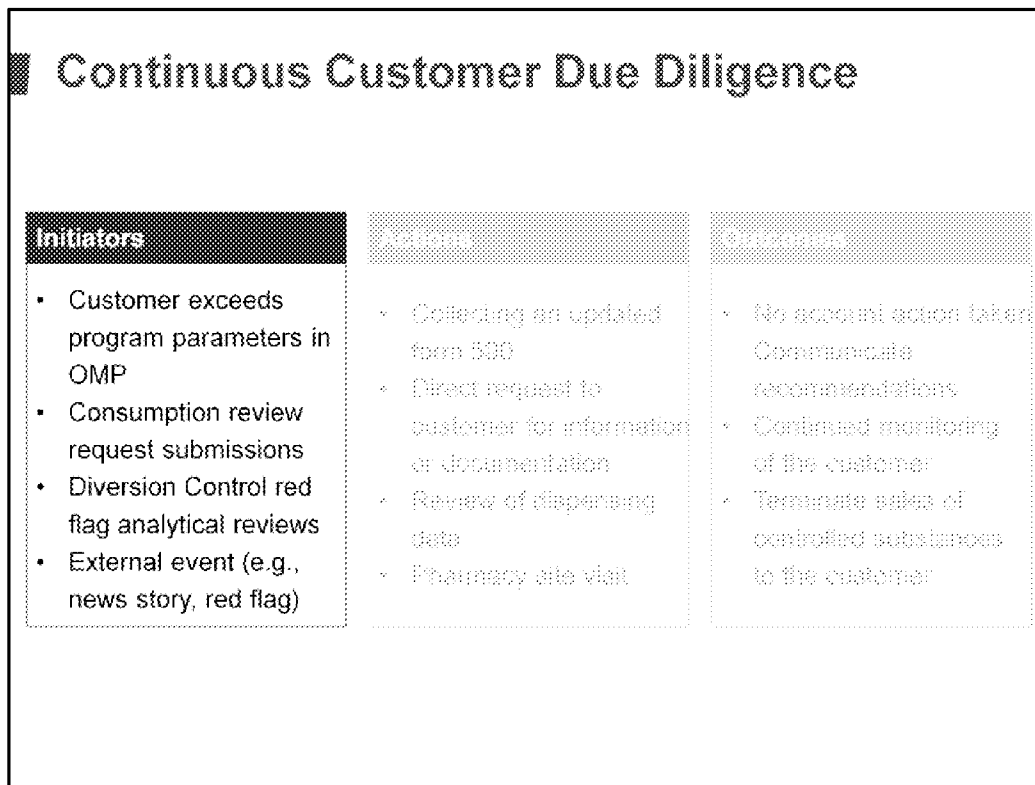 Continuous Customer Due Diligence
Initiators
• Customer exceeds
program parameters in
OMP
• Consumption review
request submissions
• Diversion Control red
flag analytical reviews
• External event (e.g.,
news story, red flag)
Actions
• Collecting an updated
form 590
• Direct request to
customer for information
or documentation
• Review of dispensing
data
• Pharmacy site visit
Outcomes
• No account action taken
Communicate
recommendations
• Continued monitoring
of the customer
• Terminate sales of
controlled substances
to the customer